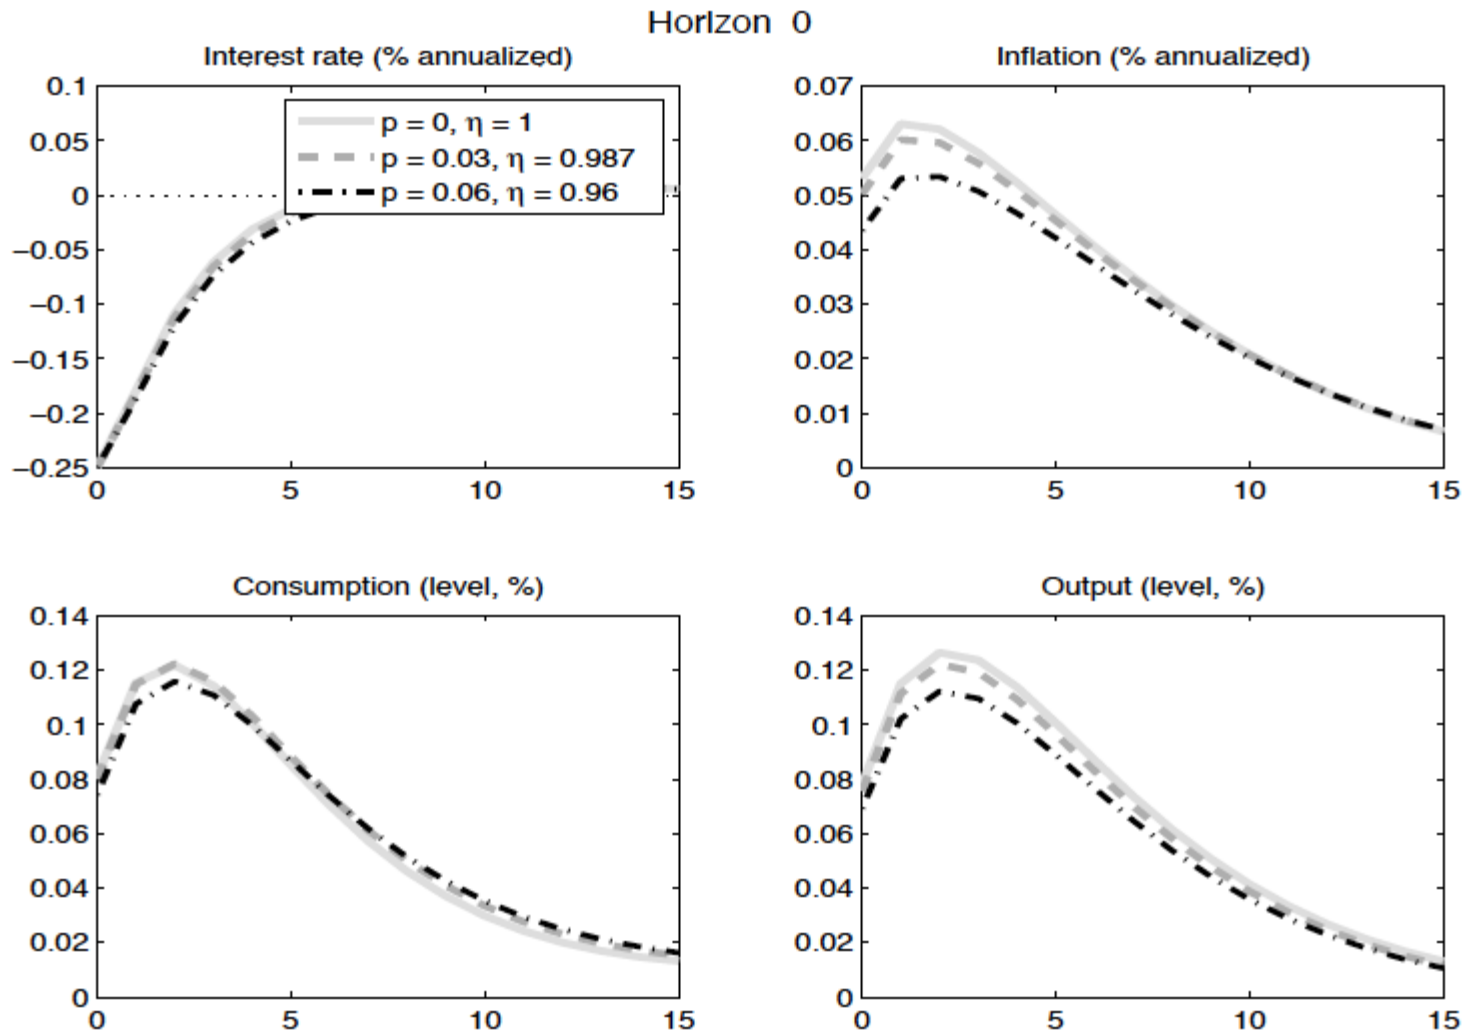 Horlzon 0
Interest rate (% annualized)
0.1
0.05
0
−0.05
−0.1
−0.15
−0.2
−0.25
0 5 10 15
p = 0, η = 1
p = 0.03, η = 0.987
p = 0.06, η = 0.96
Inflation (% annualized)
0.07
0.06
0.05
0.04
0.03
0.02
0.01
0
0 5 10 15
Consumption (level, %)
0.14
0.12
0.1
0.08
0.06
0.04
0.02
0
0 5 10 15
Output (level, %)
0.14
0.12
0.1
0.08
0.06
0.04
0.02
0
0 5 10 15